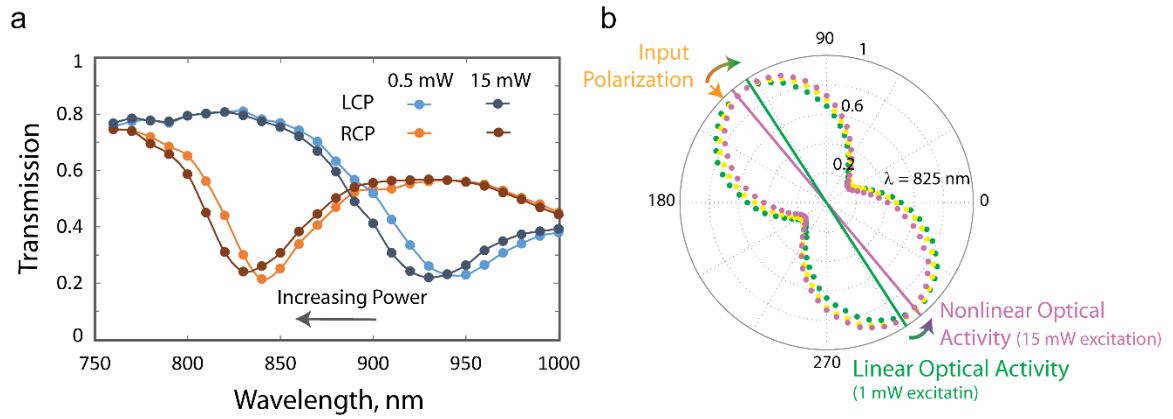 a
Transmission
1
0.8
0.6
0.4
0.2
0
0.5 mW 15 mW
LCP
RCP
Increasing Power
750 800 850 900 950 1000
Wavelength, nm
b
90
1
Input
Polarization
0.6
0.2
λ = 825 nm
180
0
270
Nonlinear Optical
Activity (15 mW excitation)
Linear Optical Activity
(1 mW excitatin)